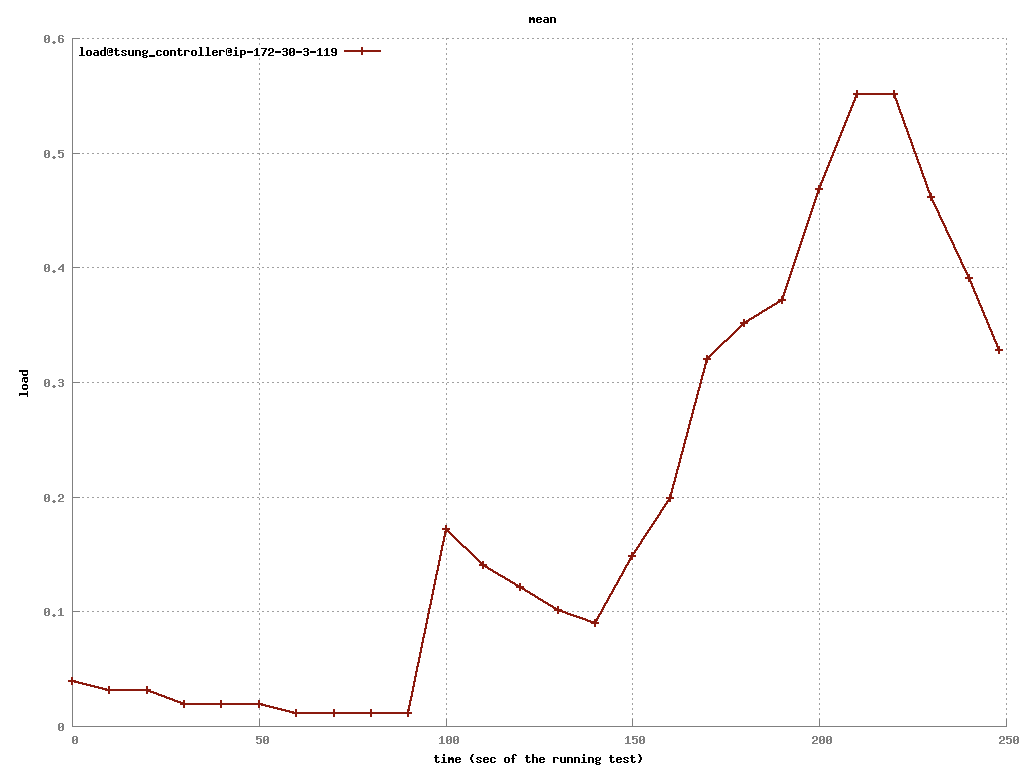 mean
load@tsung_controller@ip-172-30-3-119
0.6
0.5
0.4
0.3
0.2
0.1
0
load
0 50 100 150 200 250
time (sec of the running test)